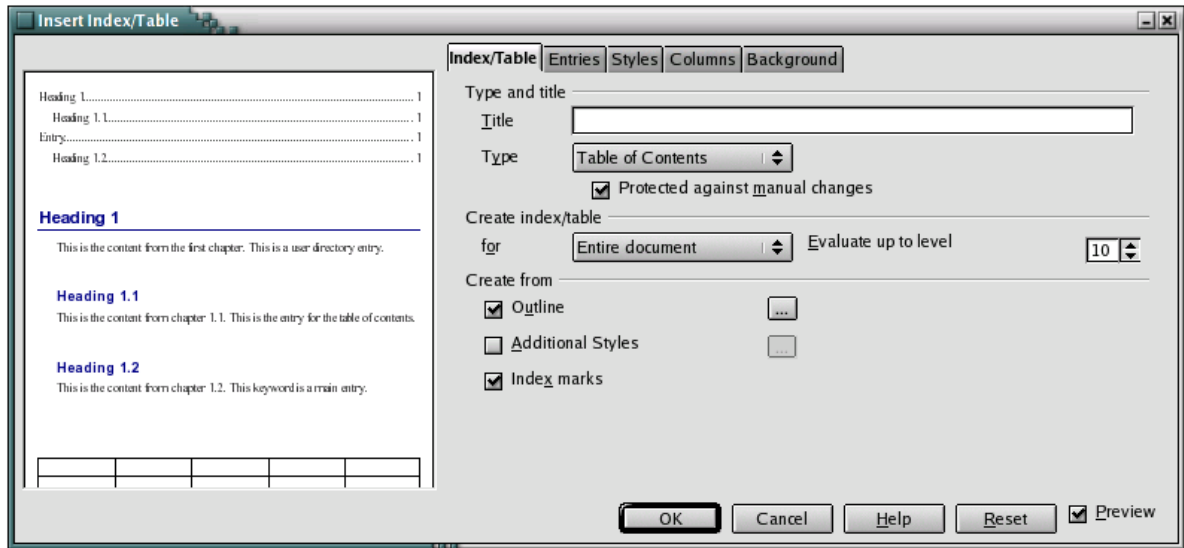 Insert Index/Table
Heading 1 1
Heading 1.1 1
Entry 1
Heading 1.2 1
Heading 1
This is the content from the first chapter. This is a user directory entry.
Heading 1.1
This is the content from chapter 1.1. This is the entry for the table of contents.
Heading 1.2
This is the content from chapter 1.2. This keyword is a main entry.
Index/Table Entries Styles Columns Background
Type and title
Title
Type Table of Contents
Protected against manual changes
Create index/table
for Entire document Evaluate up to level 10
Create from
Outline ...
Additional Styles ...
Index marks
OK Cancel Help Reset Preview